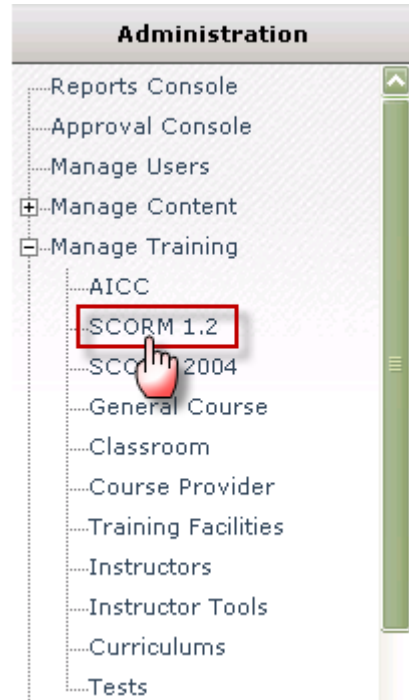 Administration
Reports Console
Approval Console
Manage Users
Manage Content
Manage Training
AICC
SCORM 1.2
SCO 2004
General Course
Classroom
Course Provider
Training Facilities
Instructors
Instructor Tools
Curriculums
Tests